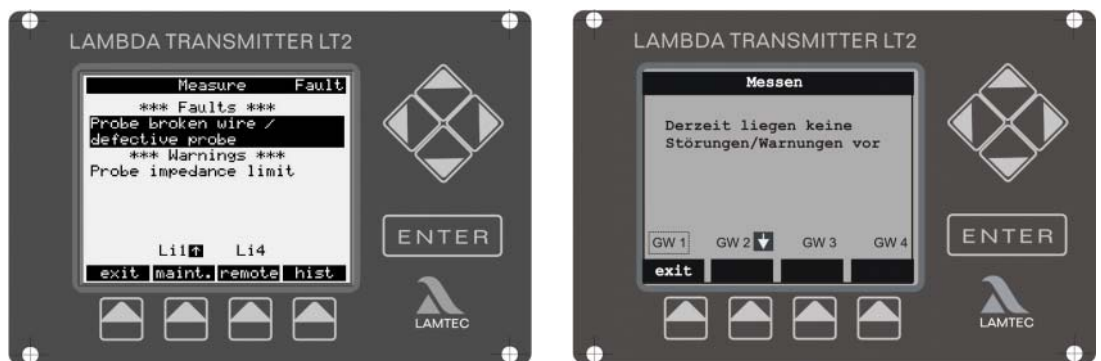 LAMBDA TRANSMITTER LT2
Measure Fault
*** Faults ***
Probe broken wire /
defective probe
*** Warnings ***
Probe impedance limit
Li1 Li4
exit maint. remote hist
ENTER
LAMTEC
LAMBDA TRANSMITTER LT2
Messen
Derzeit liegen keine
Störungen/Warnungen vor
GW 1 GW 2 GW 3 GW 4
exit
ENTER
LAMTEC